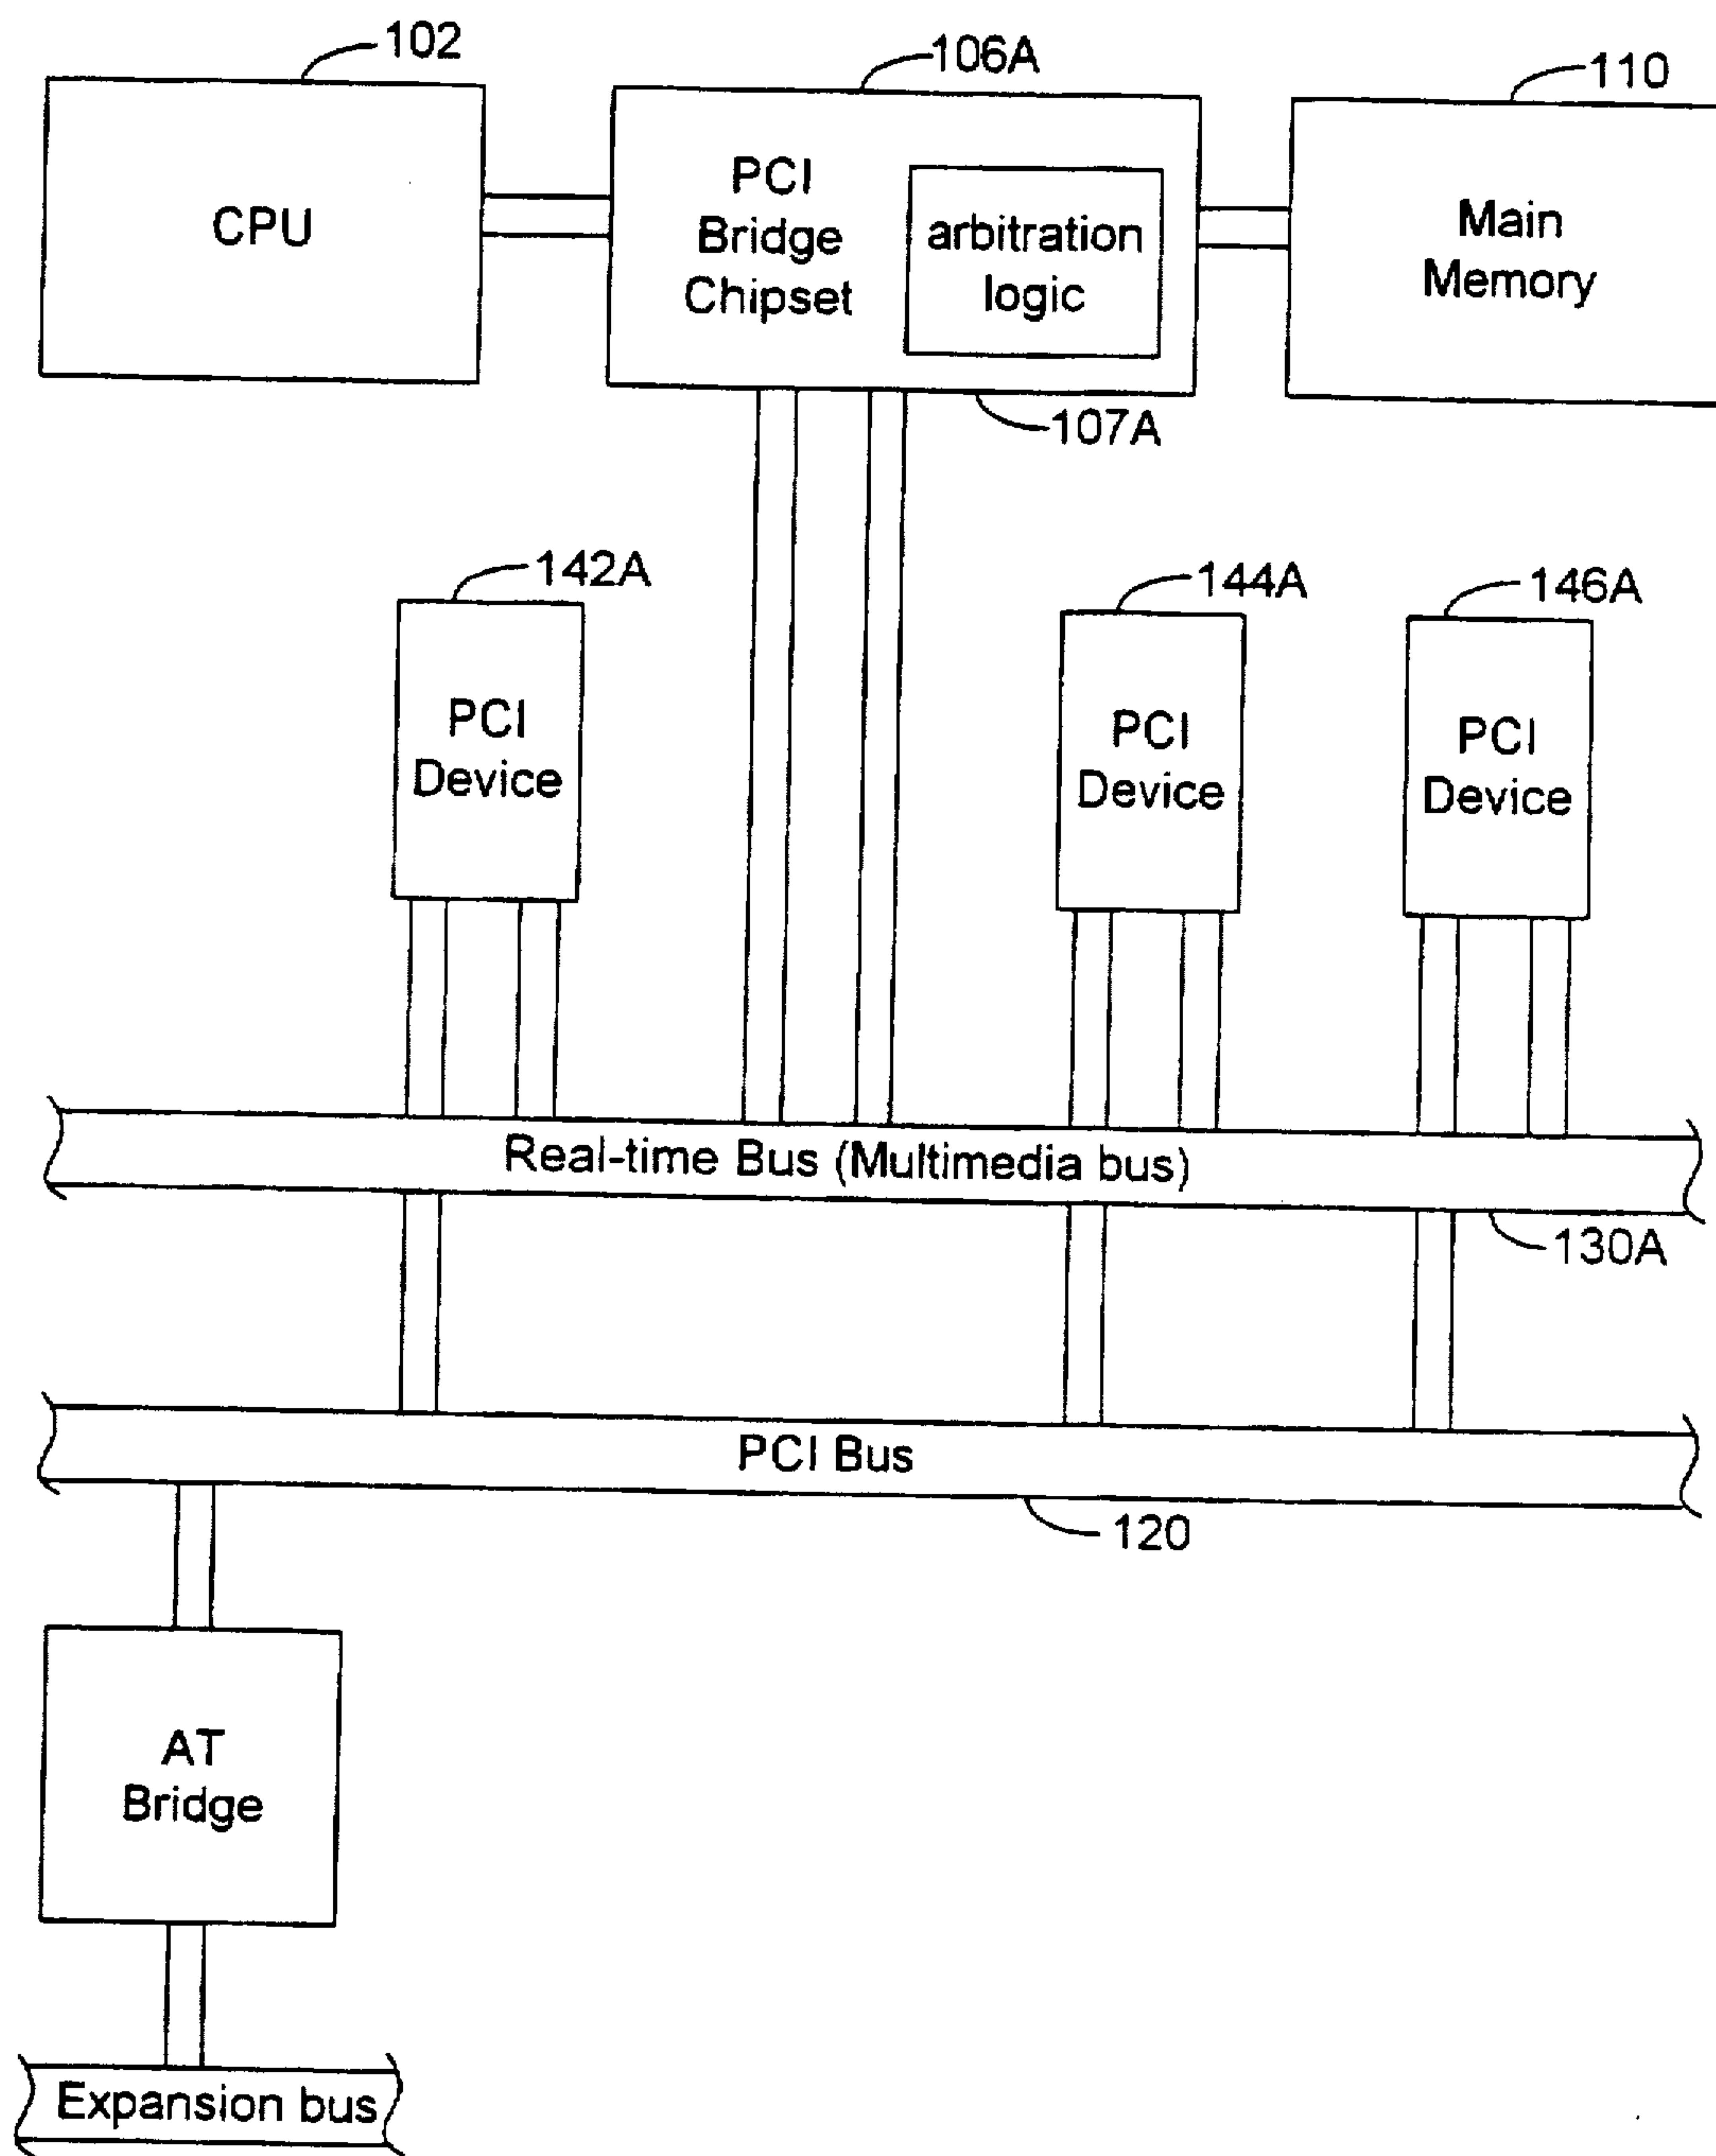 102
106A
110
CPU
PCI
Bridge
Chipset
arbitration
logic
Main
Memory
107A
142A
144A
146A
PCI
Device
PCI
Device
PCI
Device
Real-time Bus (Multimedia bus)
130A
PCI Bus
120
AT
Bridge
Expansion bus